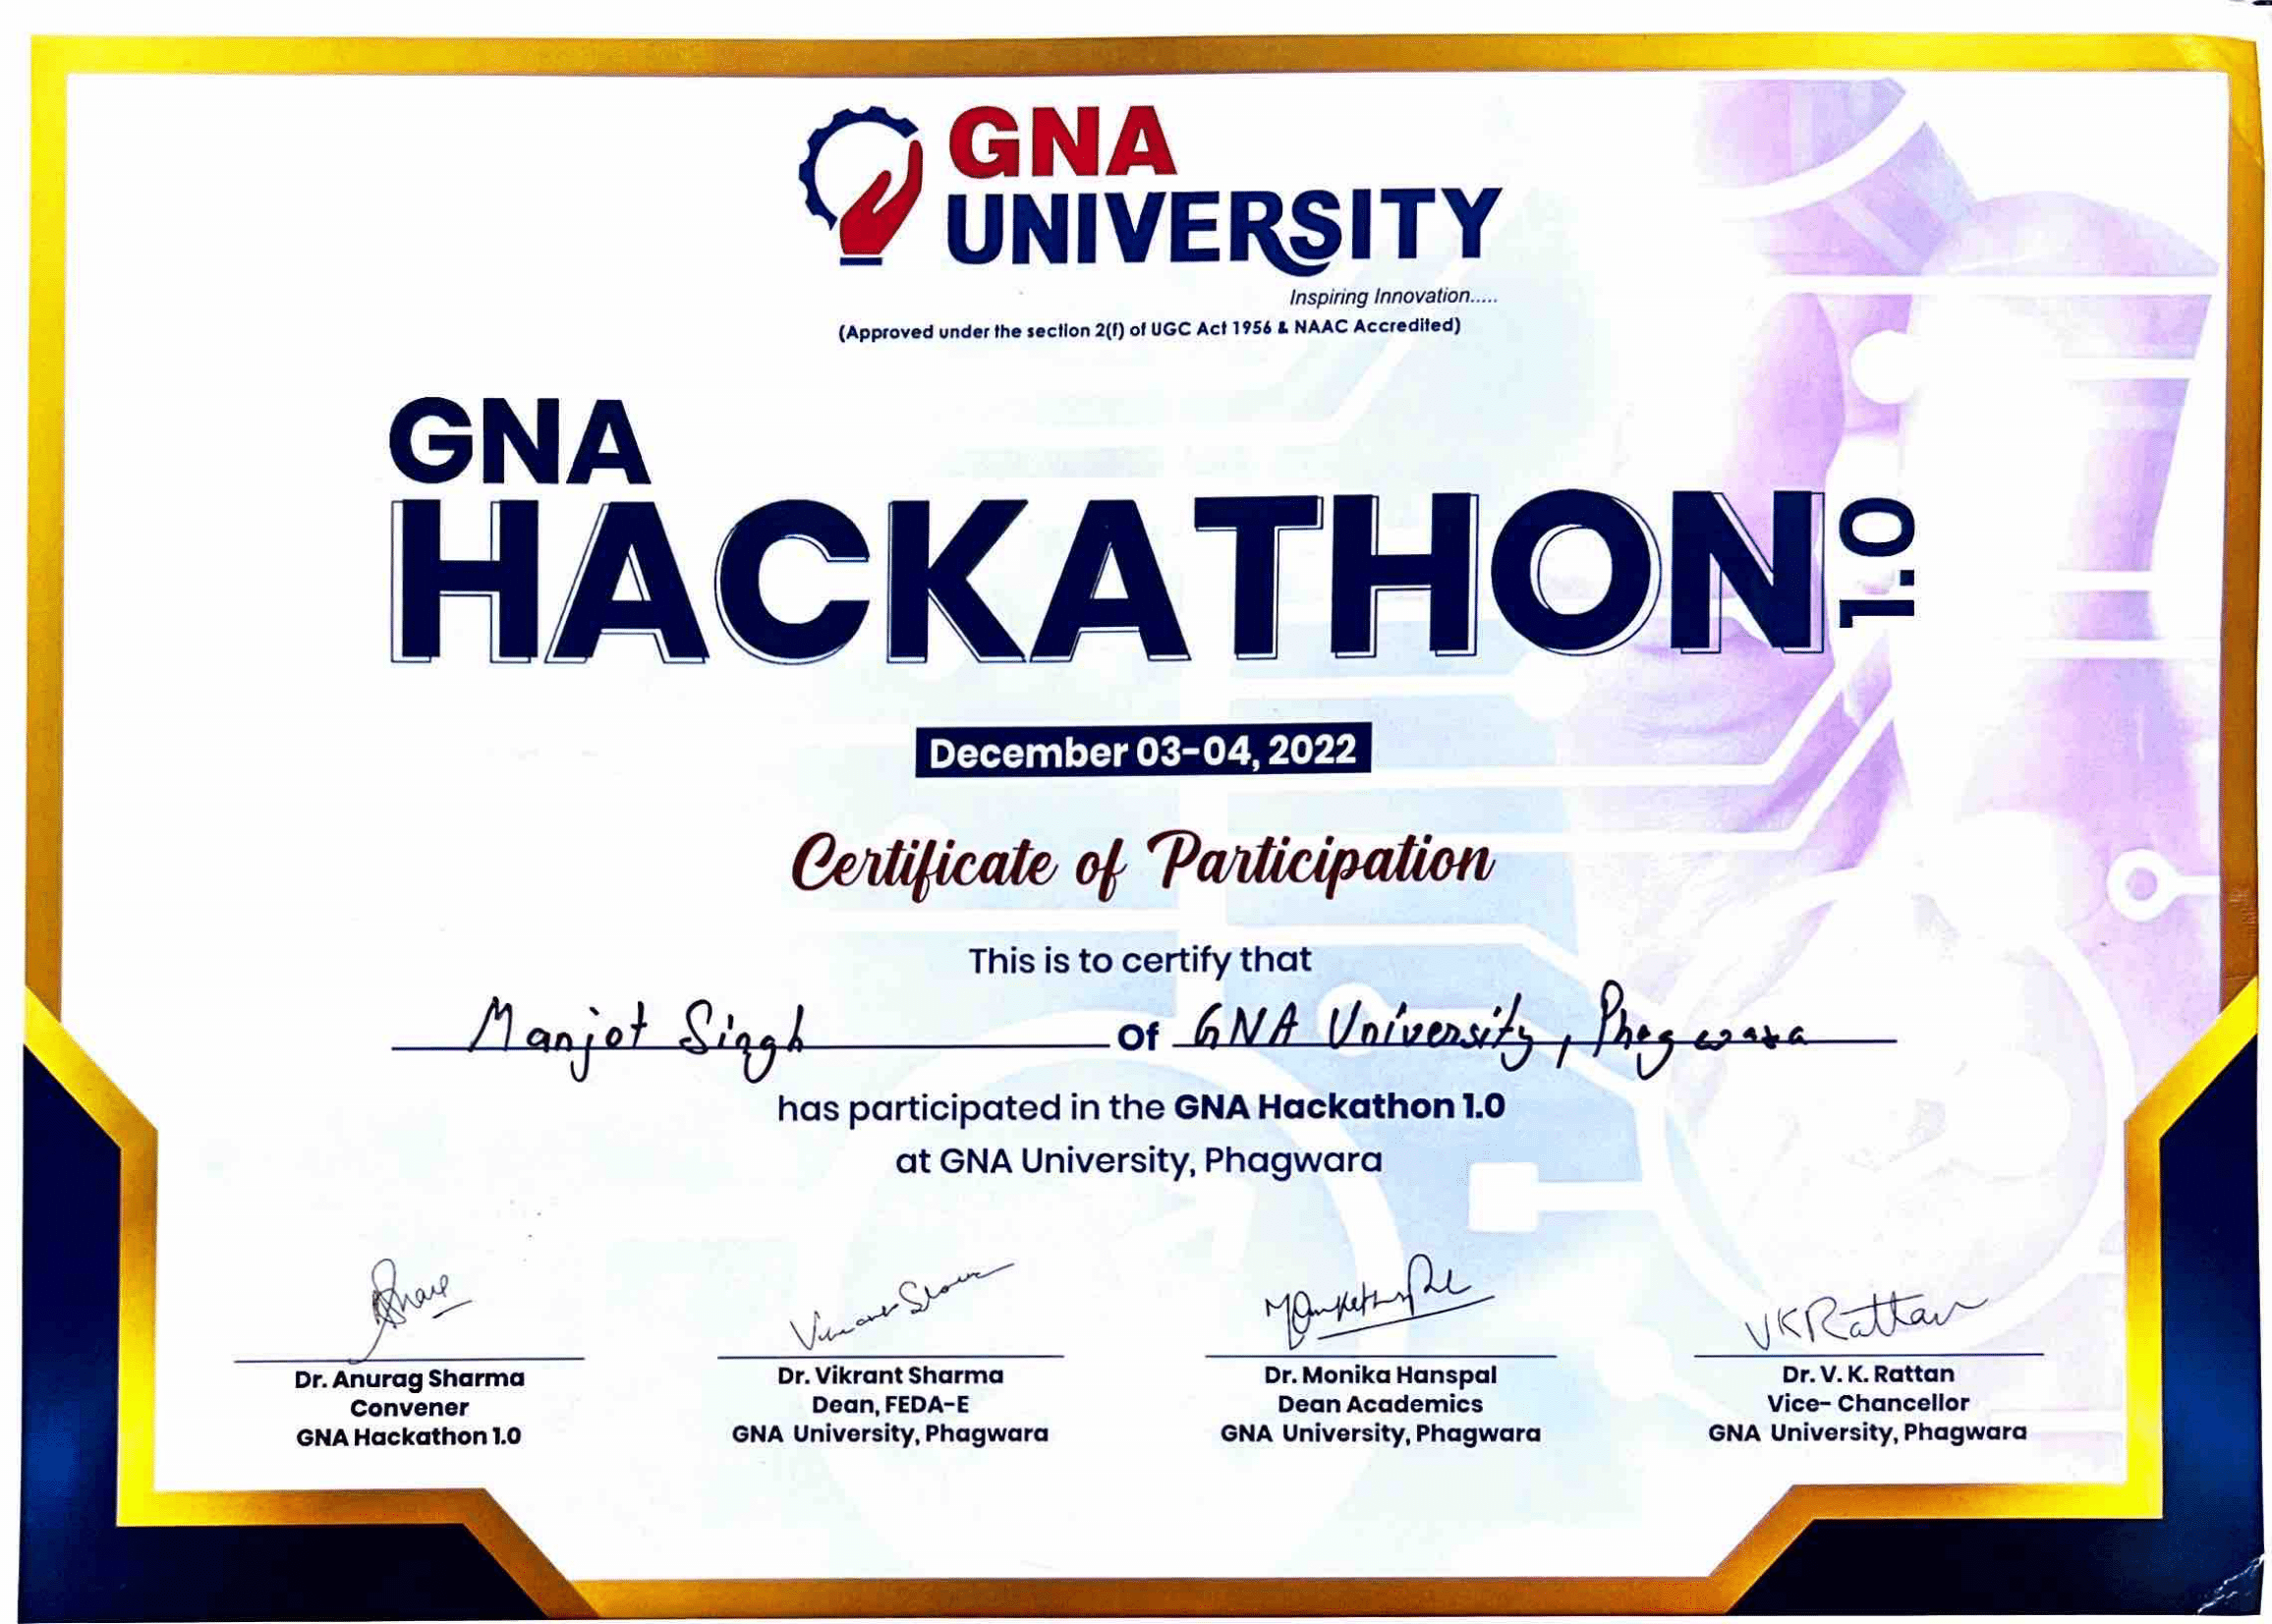 GNA
UNIVERSITY
Inspiring Innovation.....
(Approved under the section 2(f) of UGC Act 1956 & NAAC Accredited)
GNA
HACKATHON 1.0
December 03-04, 2022
Certificate of Participation
This is to certify that
Manjot Singh Of GNA University, Phagwara
has participated in the GNA Hackathon 1.0
at GNA University, Phagwara
VKRattan
Dr. Anurag Sharma
Convener
GNA Hackathon 1.0
Dr. Vikrant Sharma
Dean, FEDA-E
GNA University, Phagwara
Dr. Monika Hanspal
Dean Academics
GNA University, Phagwara
Dr. V. K. Rattan
Vice- Chancellor
GNA University, Phagwara